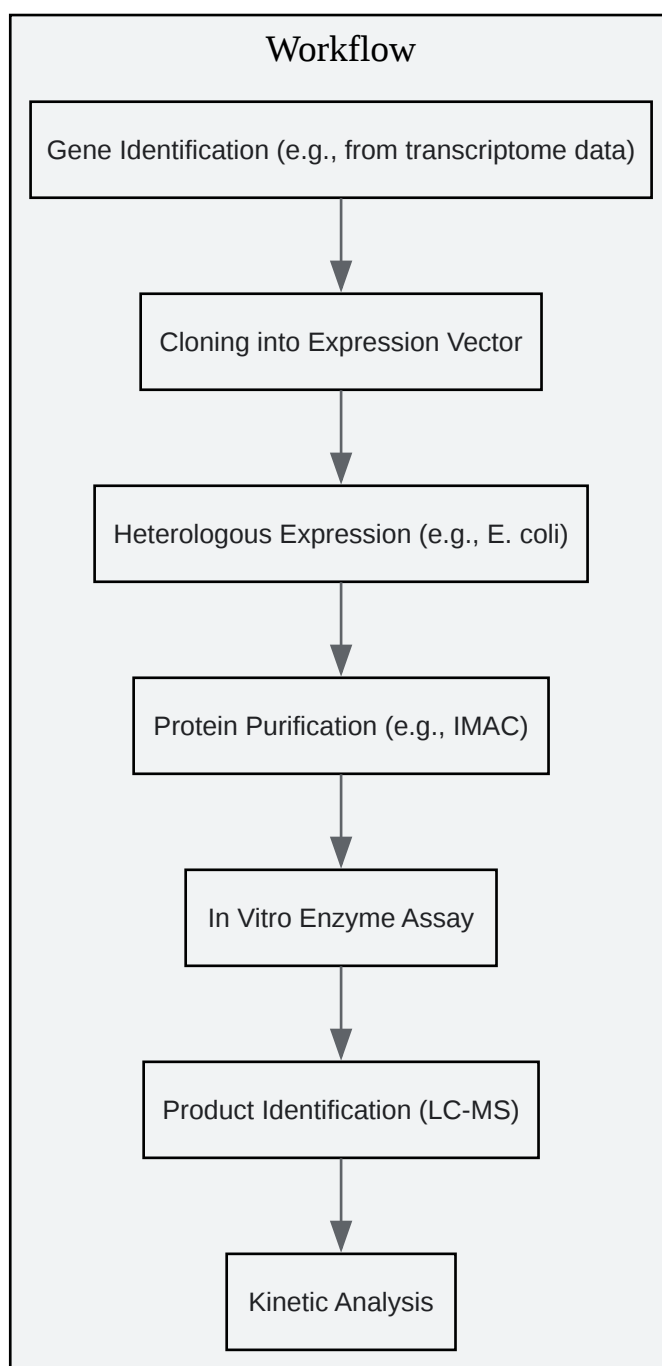 Workflow
Gene Identification (e.g., from transcriptome data)
Cloning into Expression Vector
Heterologous Expression (e.g., E. coli)
Protein Purification (e.g., IMAC)
In Vitro Enzyme Assay
Product Identification (LC-MS)
Kinetic Analysis